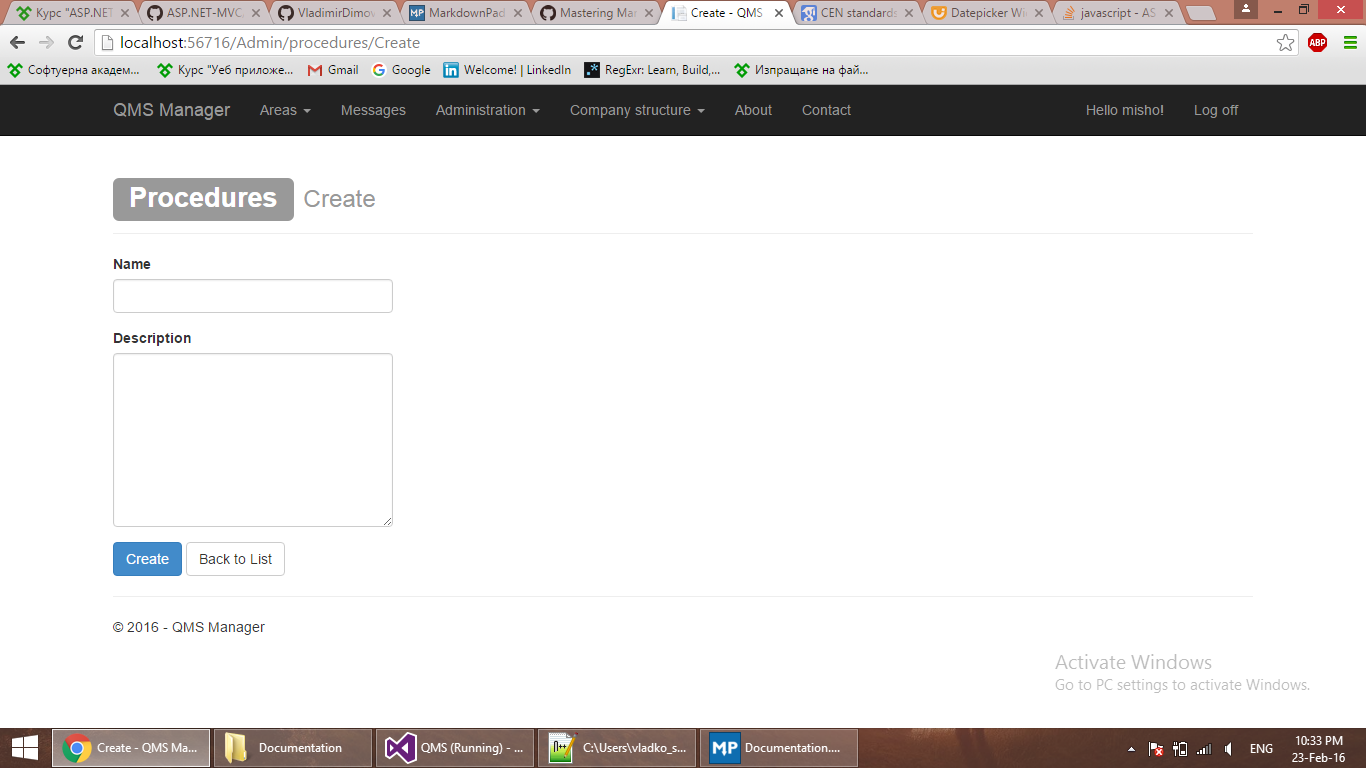 Курс "ASP.NET
ASP.NET-MVC
VladimirDimov
MarkdownPad
Mastering Mar
Create - QMS
CEN standards
Datepicker Wi
javascript - AS
localhost:56716/Admin/procedures/Create
ABP
Софтуерна академ...
Курс "Уеб приложе...
Gmail
Google
Welcome! | LinkedIn
RegExr: Learn, Build,...
Изпращане на фай...
QMS Manager
Areas
Messages
Administration
Company structure
About
Contact
Hello misho!
Log off
Procedures Create
Name
Description
Create
Back to List
© 2016 - QMS Manager
Activate Windows
Go to PC settings to activate Windows.
Create - QMS Ma...
Documentation
QMS (Running) - ...
C:\Users\vladko_s...
MP
Documentation....
ENG
10:33 PM
23-Feb-16